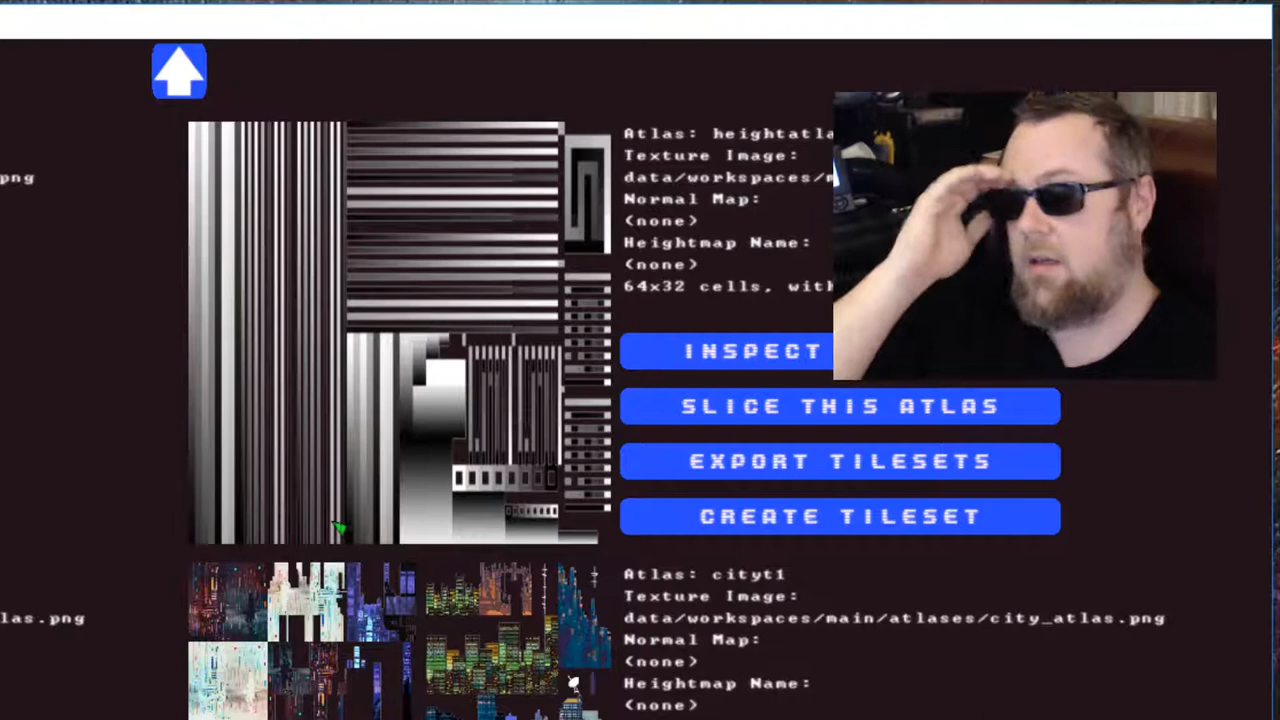 png
Atlas: heightatla
Texture Image:
data/workspaces/m
Normal Map:
(none)
Heightmap Name:
(none)
64x32 cells, with
INSPECT
SLICE THIS ATLAS
EXPORT TILESETS
CREATE TILESET
las.png
Atlas: cityt1
Texture Image:
data/workspaces/main/atlases/city_atlas.png
Normal Map:
(none)
Heightmap Name:
(none)